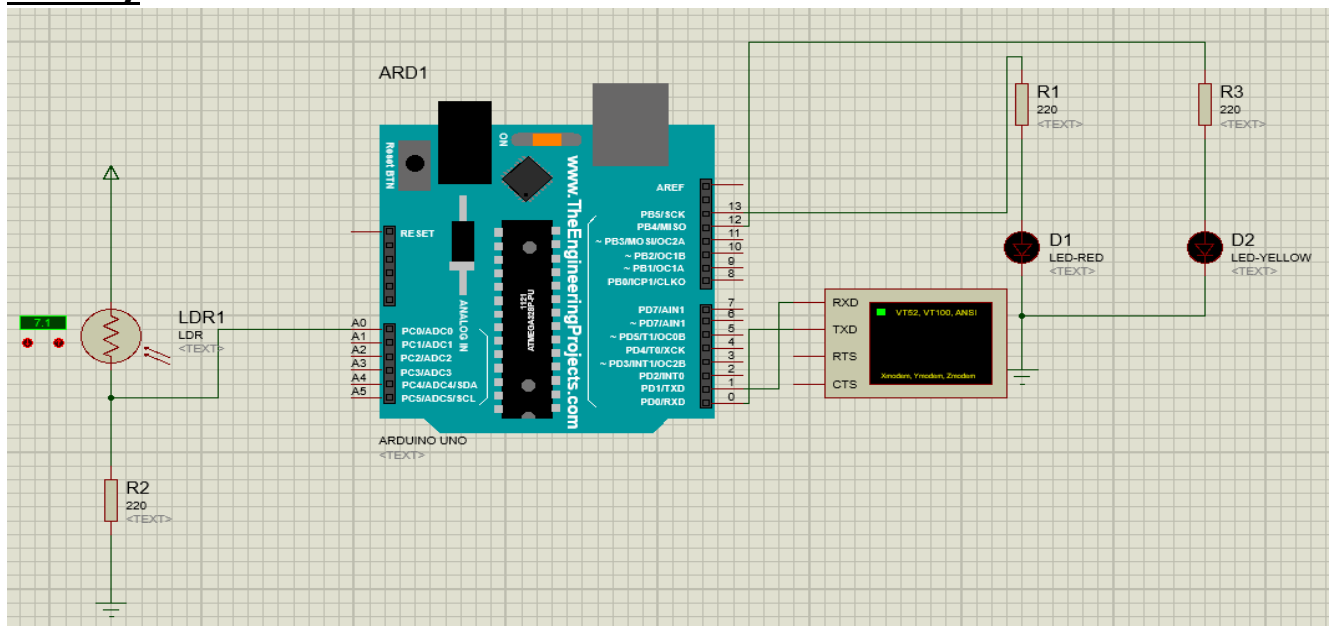 ARD1
R1
220
<TEXT>
R3
220
<TEXT>
Reset BTN
ON
www.TheEngineeringProjects.com
AREF
PB5/SCK
13
PB4/MISO
12
~ PB3/MOSI/OC2A
11
~ PB2/OC1B
10
~ PB1/OC1A
9
PB0/ICP1/CLKO
8
RESET
ANALOG IN
1121
ATMEGA328P-PU
D1
LED-RED
<TEXT>
D2
LED-YELLOW
<TEXT>
7.1
LDR1
LDR
<TEXT>
A0
PC0/ADC0
A1
PC1/ADC1
A2
PC2/ADC2
A3
PC3/ADC3
A4
PC4/ADC4/SDA
A5
PC5/ADC5/SCL
PD7/AIN1
7
~ PD7/AIN1
6
~ PD5/T1/OC0B
5
PD4/T0/XCK
4
~ PD3/INT1/OC2B
3
PD2/INT0
2
PD1/TXD
1
PD0/RXD
0
RXD
TXD
RTS
CTS
VT52, VT100, ANSI
Xmodem, Ymodem, Zmodem
ARDUINO UNO
<TEXT>
R2
220
<TEXT>